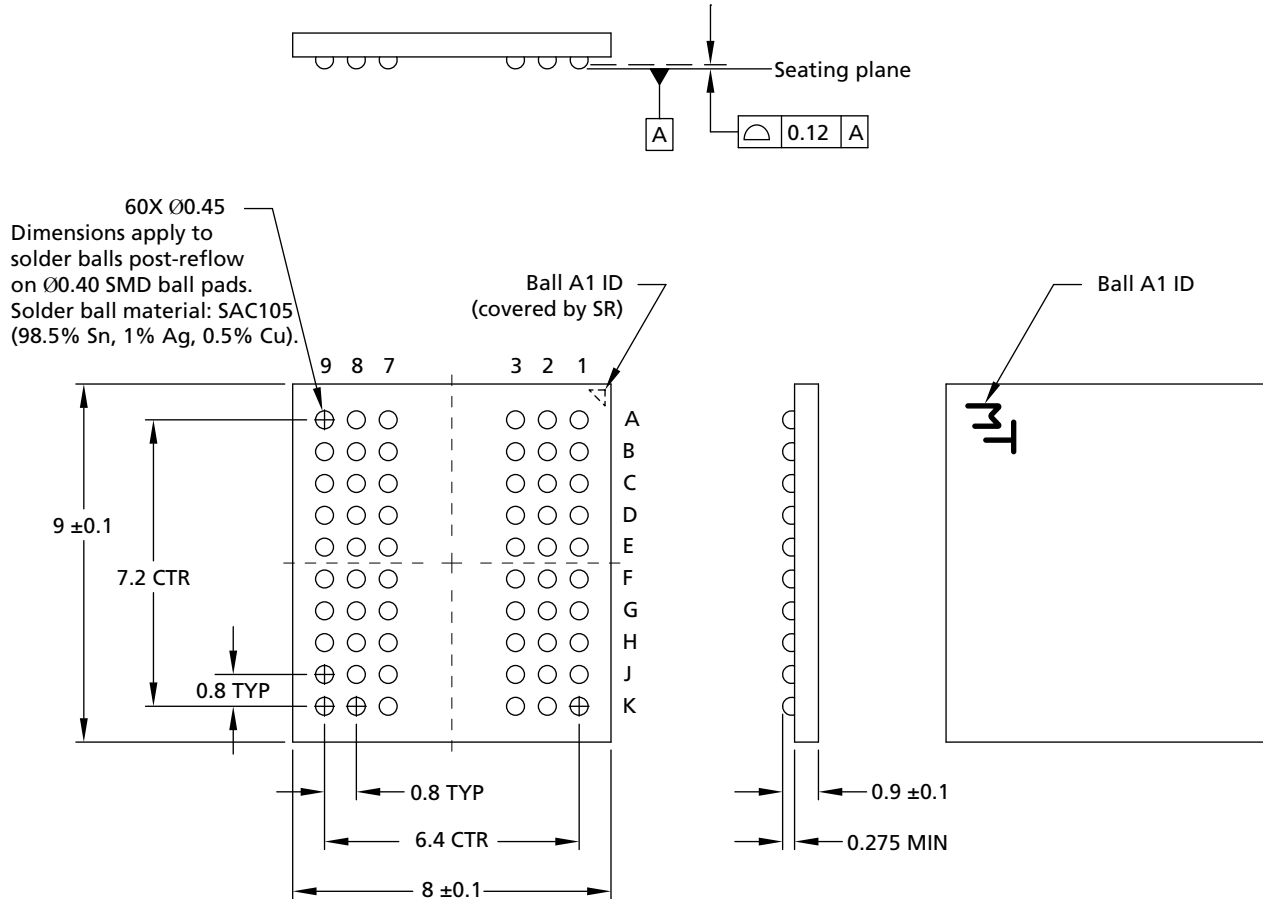 Seating plane
A
0.12 A
60X Ø0.45
Dimensions apply to
solder balls post-reflow
on Ø0.40 SMD ball pads.
Solder ball material: SAC105
(98.5% Sn, 1% Ag, 0.5% Cu).
Ball A1 ID
(covered by SR)
Ball A1 ID
9 8 7 3 2 1
A
B
C
D
E
F
G
H
J
K
9 ±0.1
7.2 CTR
0.8 TYP
0.8 TYP
6.4 CTR
8 ±0.1
0.9 ±0.1
0.275 MIN